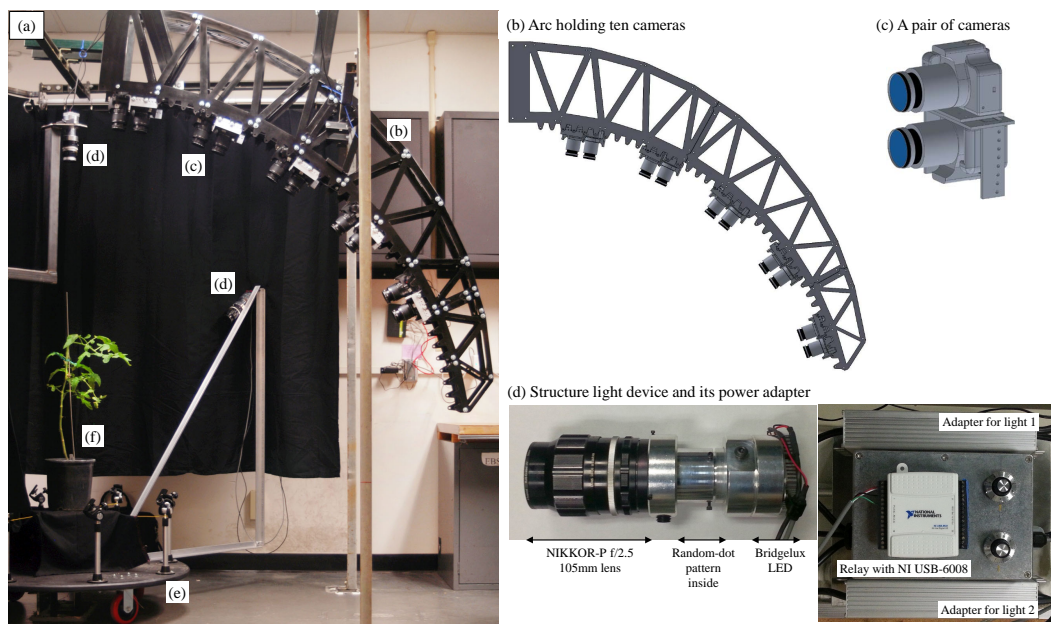 (a)
(b) Arc holding ten cameras
(c) A pair of cameras
(b)
(d)
(c)
(d)
(f)
(e)
(d) Structure light device and its power adapter
Adapter for light 1
NATIONAL
INSTRUMENTS
NIKKOR-P f/2.5
105mm lens
Random-dot
pattern
inside
Bridgelux
LED
Relay with NI USB-6008
Adapter for light 2